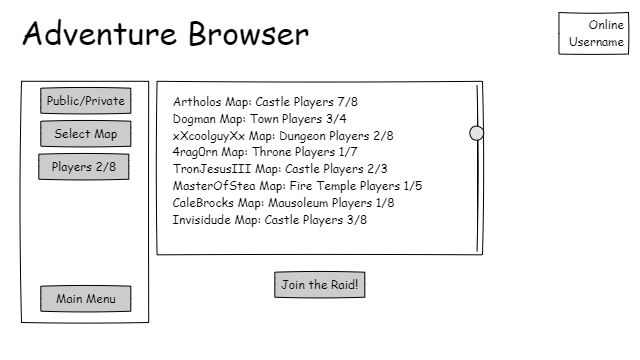 Adventure Browser
Online
Username
Public/Private
Select Map
Players 2/8
Main Menu
Artholos Map: Castle Players 7/8
Dogman Map: Town Players 3/4
xXcoolguyXx Map: Dungeon Players 2/8
4rag0rn Map: Throne Players 1/7
TronJesusIII Map: Castle Players 2/3
MasterOfStea Map: Fire Temple Players 1/5
CaleBrocks Map: Mausoleum Players 1/8
Invisidude Map: Castle Players 3/8
Join the Raid!